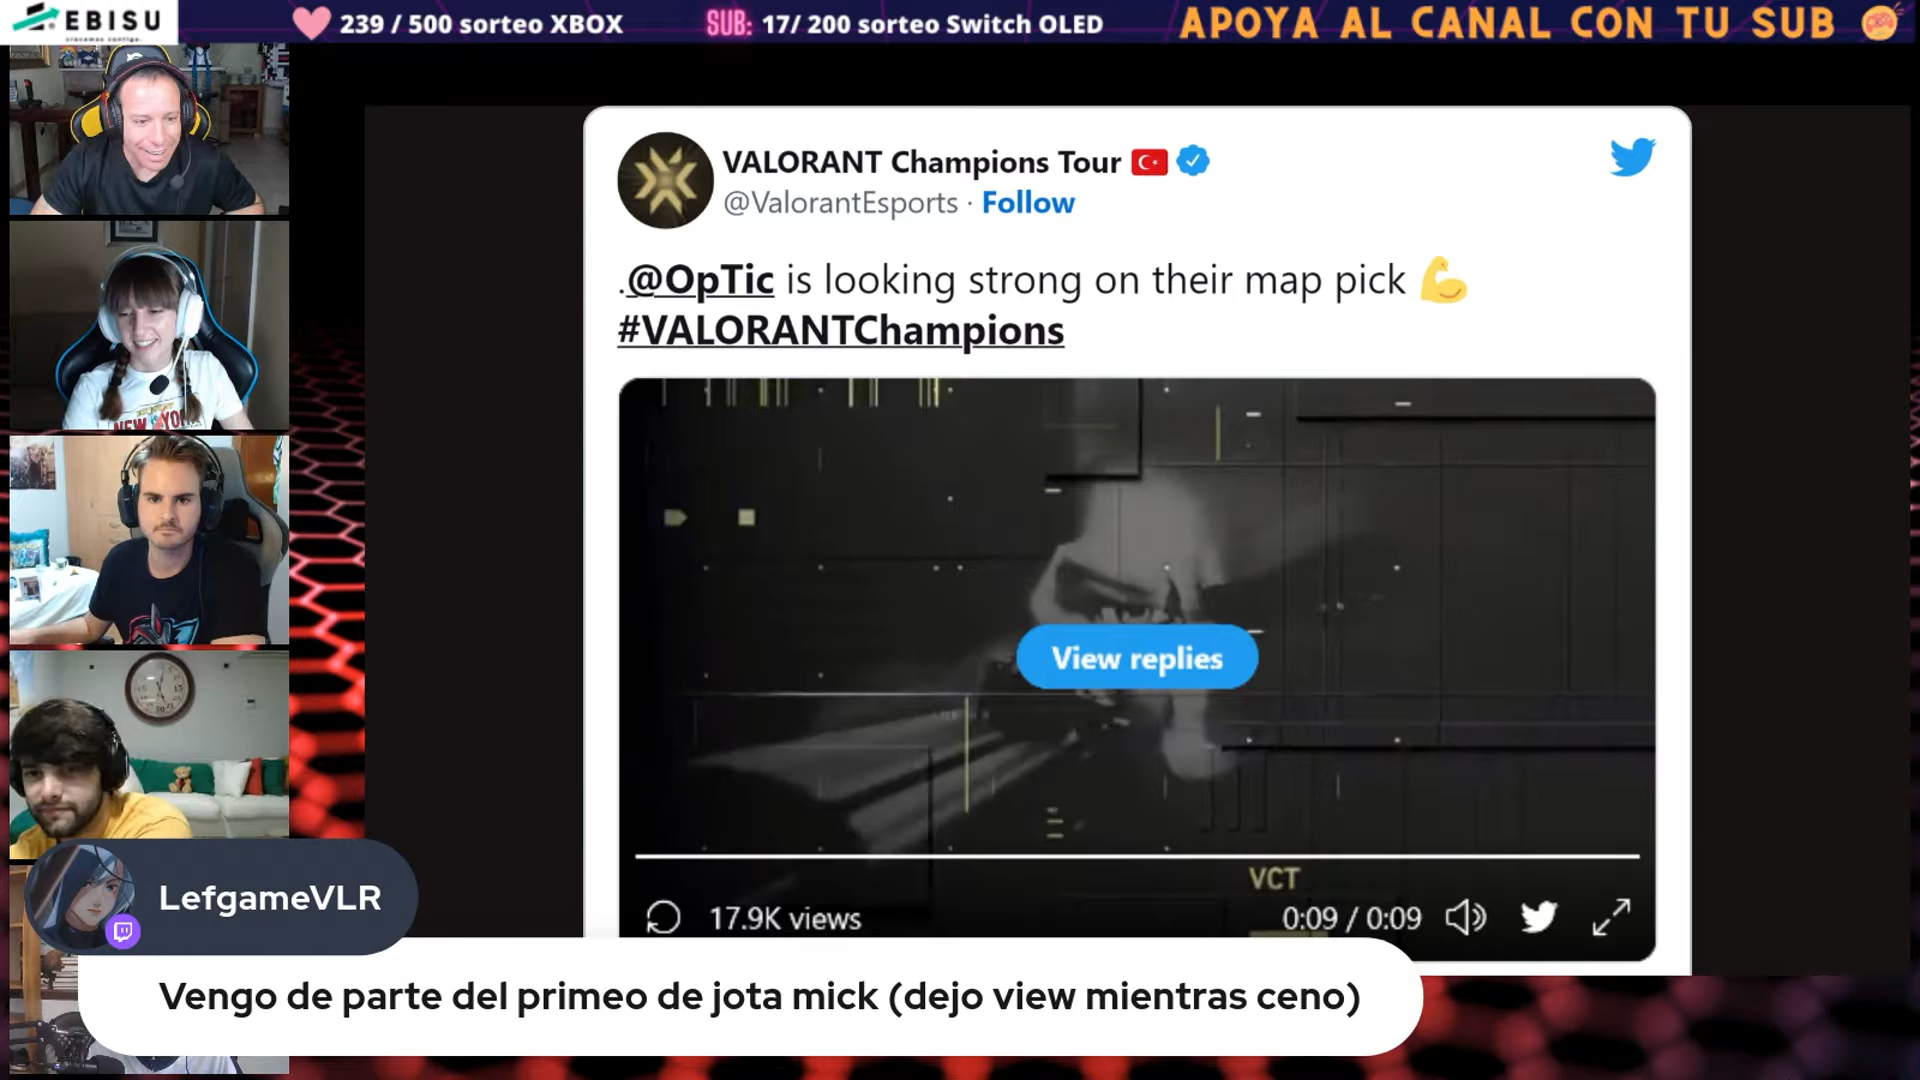 EBISU
239 / 500 sorteo XBOX
SUB: 17/ 200 sorteo Switch OLED
APOYA AL CANAL CON TU SUB
VALORANT Champions Tour
@ValorantEsports · Follow
.@OpTic is looking strong on their map pick
#VALORANTChampions
NEW YO
View replies
VCT
17.9K views
0:09 / 0:09
LefgameVLR
Vengo de parte del primeo de jota mick (dejo view mientras ceno)